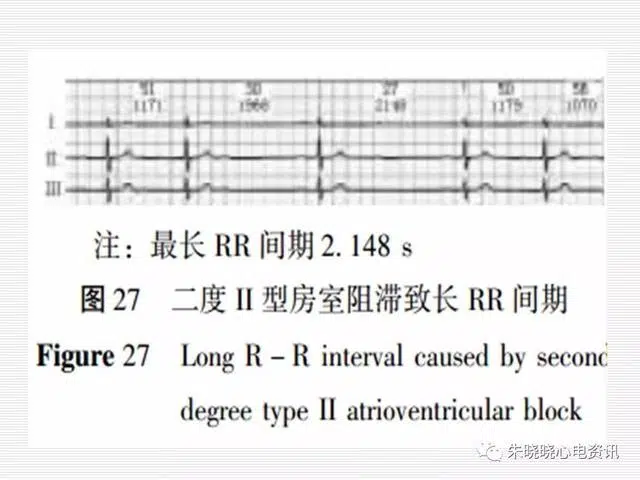 51 30 27 50 56
1171 1968 2148 1179 1070
I
II
III
注：最长 RR 间期 2.148 s
图 27 二度 II 型房室阻滞致长 RR 间期
Figure 27 Long R－R interval caused by second
degree type II atrioventricular block
朱晓晓心电资讯